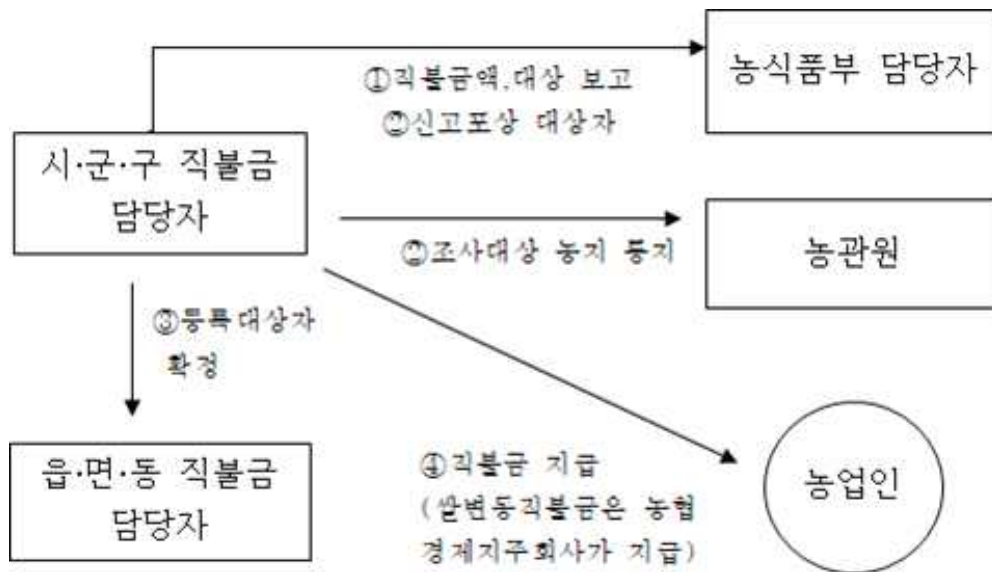 농식품부 담당자
①직불금액,대상 보고
②신고포상 대상자
시·군·구 직불금
담당자
②조사대상 농지 통지
농관원
③등록대상자
확정
읍·면·동 직불금
담당자
④직불금 지급
(쌀변동직불금은 농협
경제지주회사가 지급)
농업인